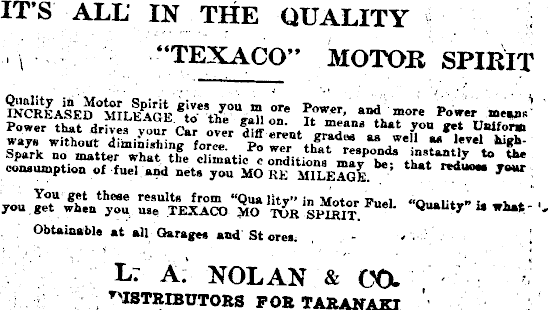 IT'S ALL IN THE QUALITY
"TEXACO" MOTOR SPIRIT
Quality in Motor Spirit gives you more Power, and more Power means
INCREASED MILEAGE to the gallon. It means that you get Uniform
Power that drives your Car over different grades as well as level high-
ways without diminishing force. Power that responds instantly to the
Spark no matter what the climatic conditions may be; that reduces your
consumption of fuel and nets you MORE MILEAGE.
You get these results from "Quality" in Motor Fuel. "Quality" is what
you get when you use TEXACO MOTOR SPIRIT.
Obtainable at all Garages and Stores.
L. A. NOLAN & CO.
DISTRIBUTORS FOR TARANAKI